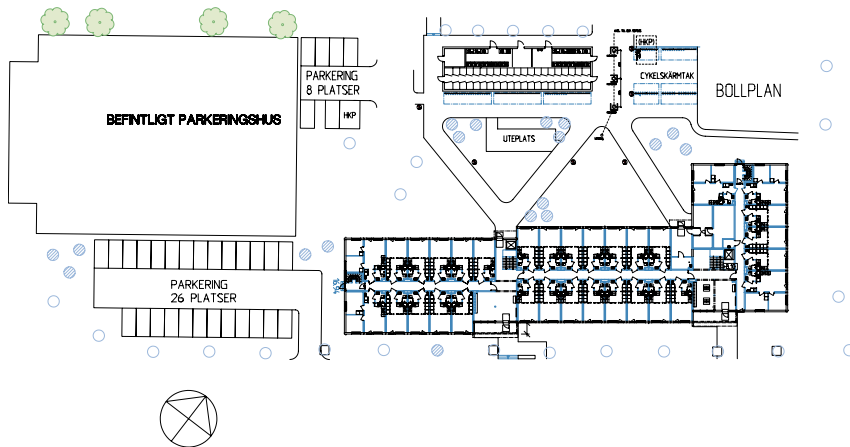 PARKERING
8 PLATSER
HKP
BEFINTLIGT PARKERINGSHUS
(HKP)
CYKELSKÄRMTAK
BOLLPLAN
UTEPLATS
PARKERING
26 PLATSER